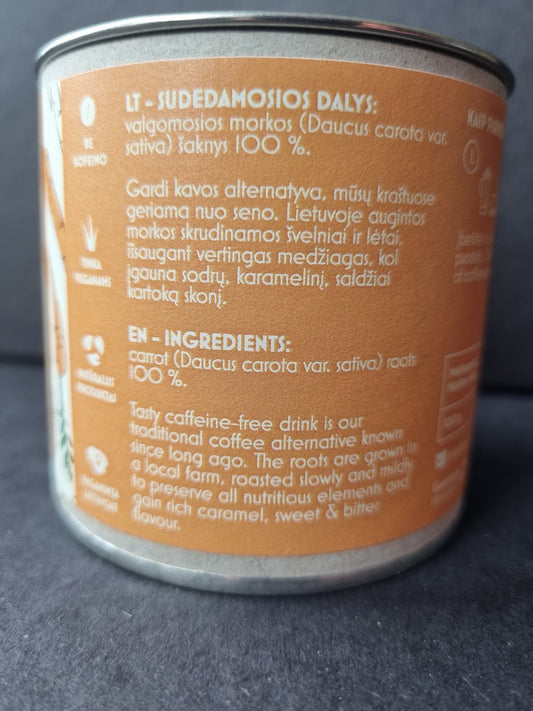 LT - SUDEDAMOSIOS DALYS:
valgomosios morkos (Daucus carota var.
sativa) šaknys 100 %.
Gardi kavos alternatyva, mūsų kraštuose
geriama nuo seno. Lietuvoje augintos
morkos skrudinamos švelniai ir lėtai,
išsaugant vertingas medžiagas, kol
įgauna sodrų, karamelinį, saldžiai
kartoką skonį.
EN - INGREDIENTS:
carrot (Daucus carota var. sativa) roots
100 %.
Tasty caffeine-free drink is our
traditional coffee alternative known
since long ago. The roots are grown in
a local farm, roasted slowly and mildly
to preserve all nutritious elements and
gain rich caramel, sweet & bitter
flavour.
BE
KOFEINO
TINKA
VEGANAMS
NATŪRALUS
PRODUKTAS
PAGAMINTA
LIETUVOJE
KAIP